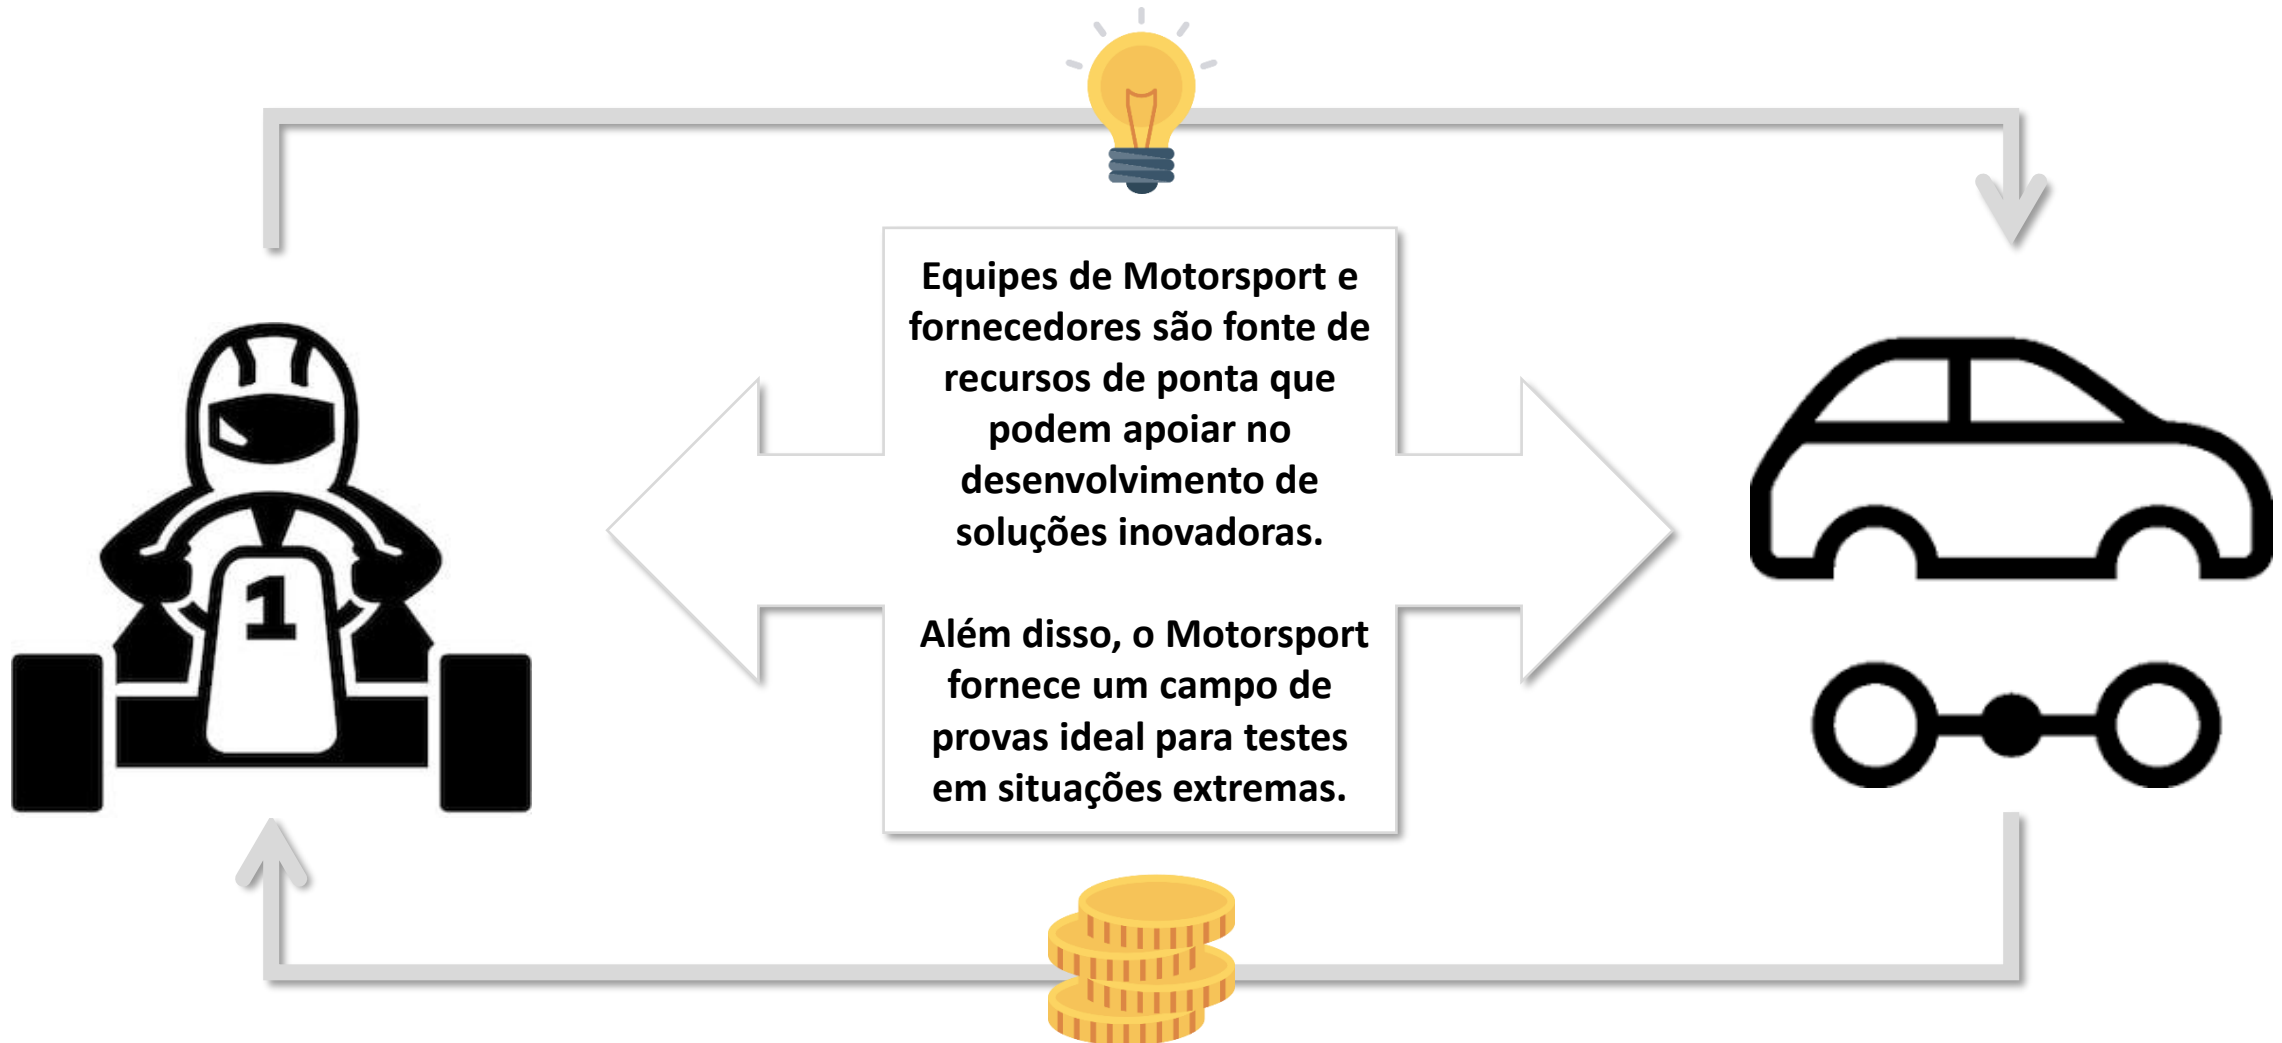 Equipes de Motorsport e
fornecedores são fonte de
recursos de ponta que
podem apoiar no
desenvolvimento de
soluções inovadoras.
Além disso, o Motorsport
fornece um campo de
provas ideal para testes
em situações extremas.
1